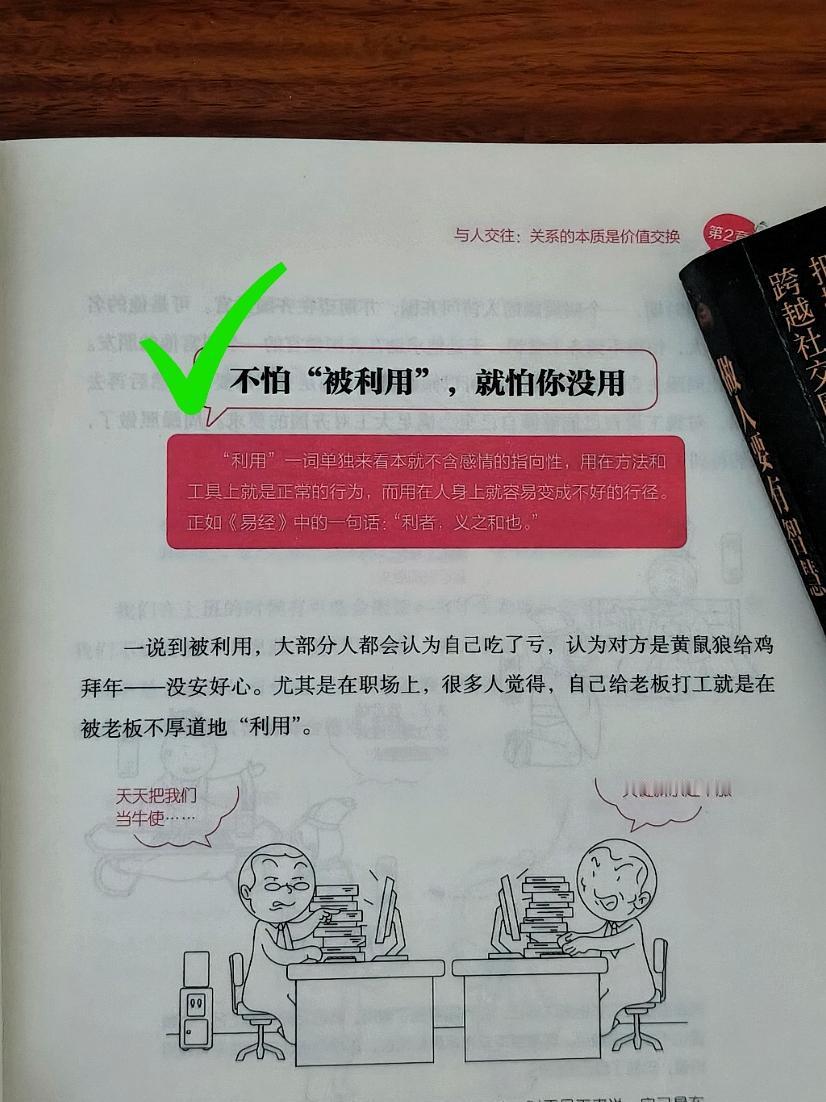 与人交往：关系的本质是价值交换
第2章
不怕“被利用”，就怕你没用
“利用”一词单独来看本就不含感情的指向性，用在方法和
工具上就是正常的行为，而用在人身上就容易变成不好的行径。
正如《易经》中的一句话：“利者，义之和也。”
一说到被利用，大部分人都会认为自己吃了亏，认为对方是黄鼠狼给鸡
拜年——没安好心。尤其是在职场上，很多人觉得，自己给老板打工就是在
被老板不厚道地“利用”。
天天把我们
当牛使……
跨越社交
做人要有智慧